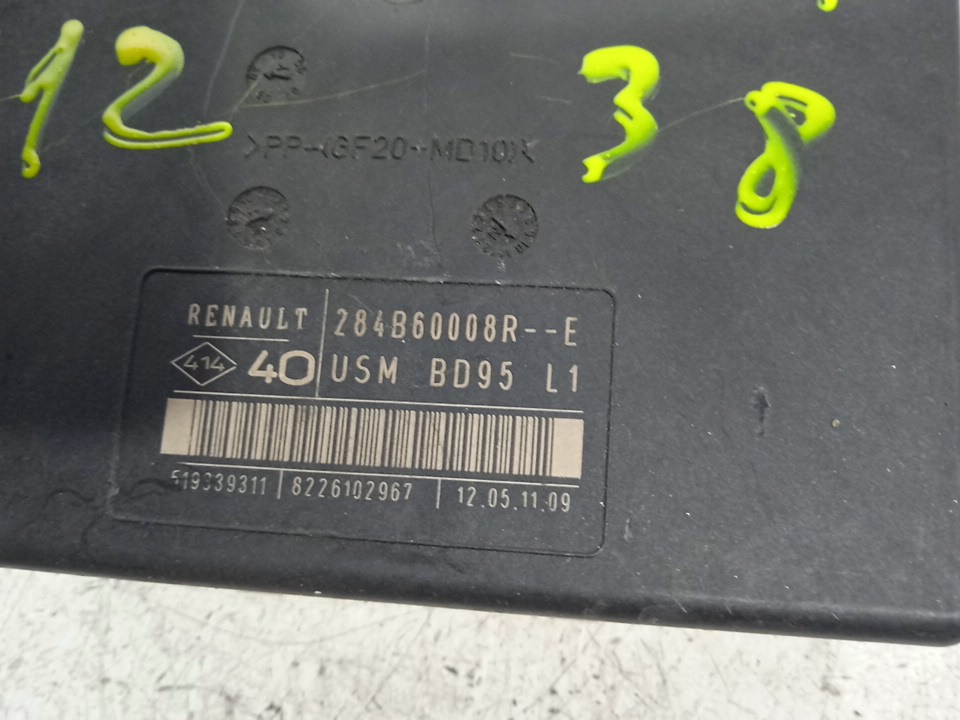 12 38
>PP-(GF20-MD10)<
RENAULT 284B60008R--E
414 40 USM BD95 L1
519339311 8226102967 12.05.11.09